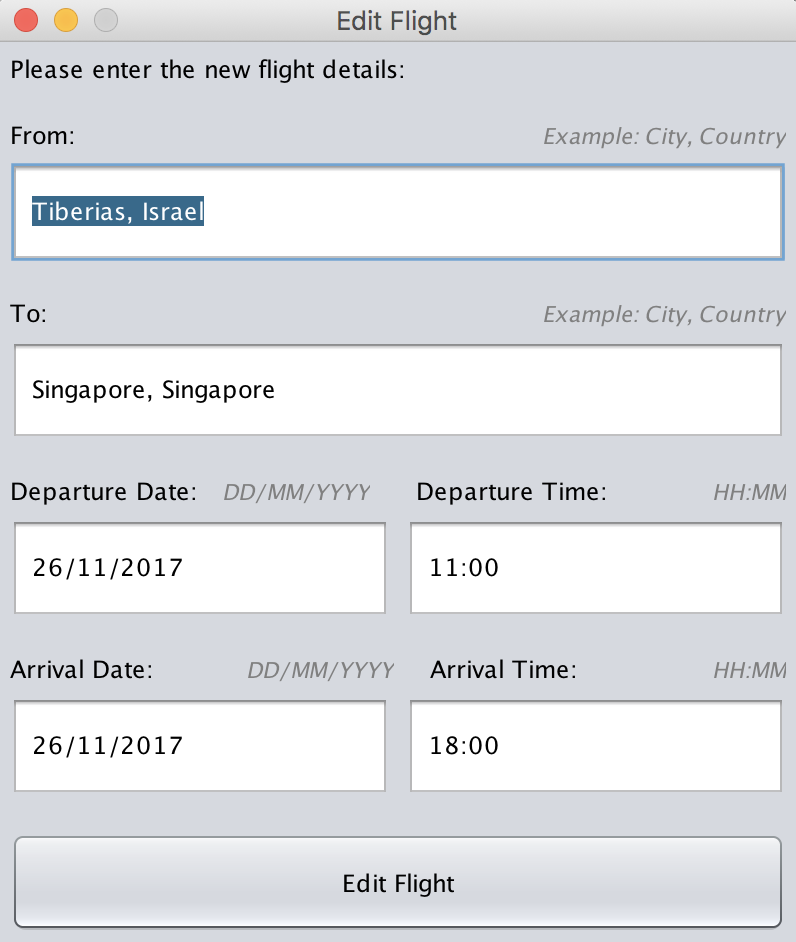 Edit Flight
Please enter the new flight details:
From: Example: City, Country
Tiberias, Israel
To: Example: City, Country
Singapore, Singapore
Departure Date: DD/MM/YYYY Departure Time: HH:MM
26/11/2017 11:00
Arrival Date: DD/MM/YYYY Arrival Time: HH:MM
26/11/2017 18:00
Edit Flight